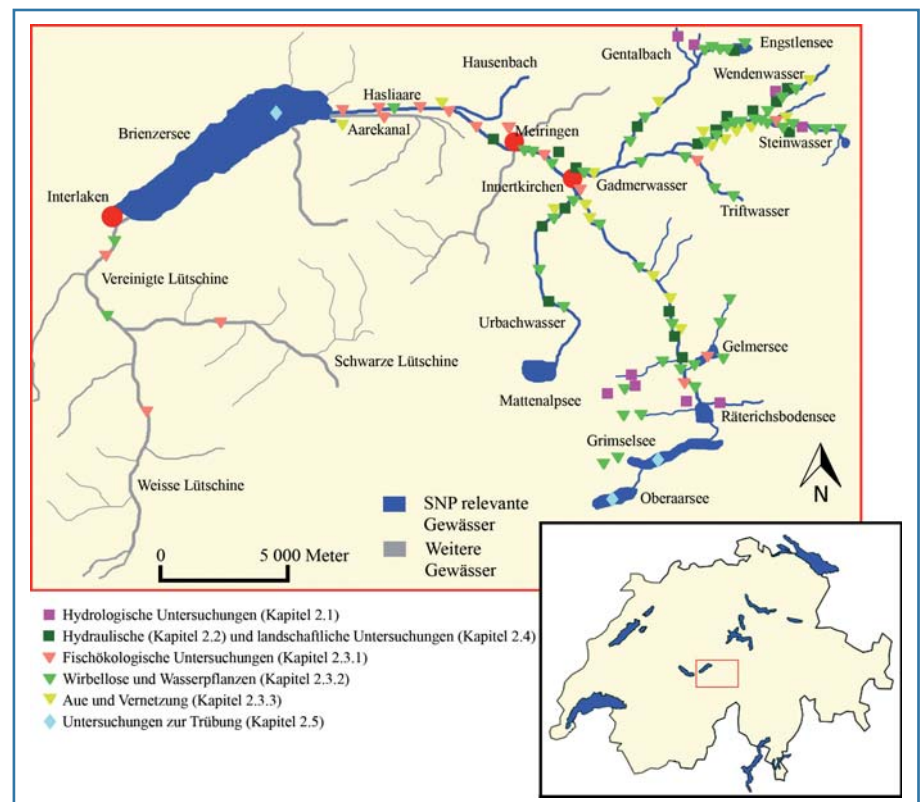 Gentalbach
Engstlensee
Hausenbach
Wendenwasser
Hasliaare
Meiringen
Brienzersee
Aarekanal
Steinwasser
Interlaken
Innertkirchen
Gadmerwasser
Triftwasser
Vereinigte Lütschine
Urbachwasser
Gelmersee
Schwarze Lütschine
Mattenalpsee
Räterichsbodensee
Grimselsee
Weisse Lütschine
Oberaarsee
N
SNP relevante
Gewässer
Weitere
Gewässer
0 5 000 Meter
Hydrologische Untersuchungen (Kapitel 2.1)
Hydraulische (Kapitel 2.2) und landschaftliche Untersuchungen (Kapitel 2.4)
Fischökologische Untersuchungen (Kapitel 2.3.1)
Wirbellose und Wasserpflanzen (Kapitel 2.3.2)
Aue und Vernetzung (Kapitel 2.3.3)
Untersuchungen zur Trübung (Kapitel 2.5)